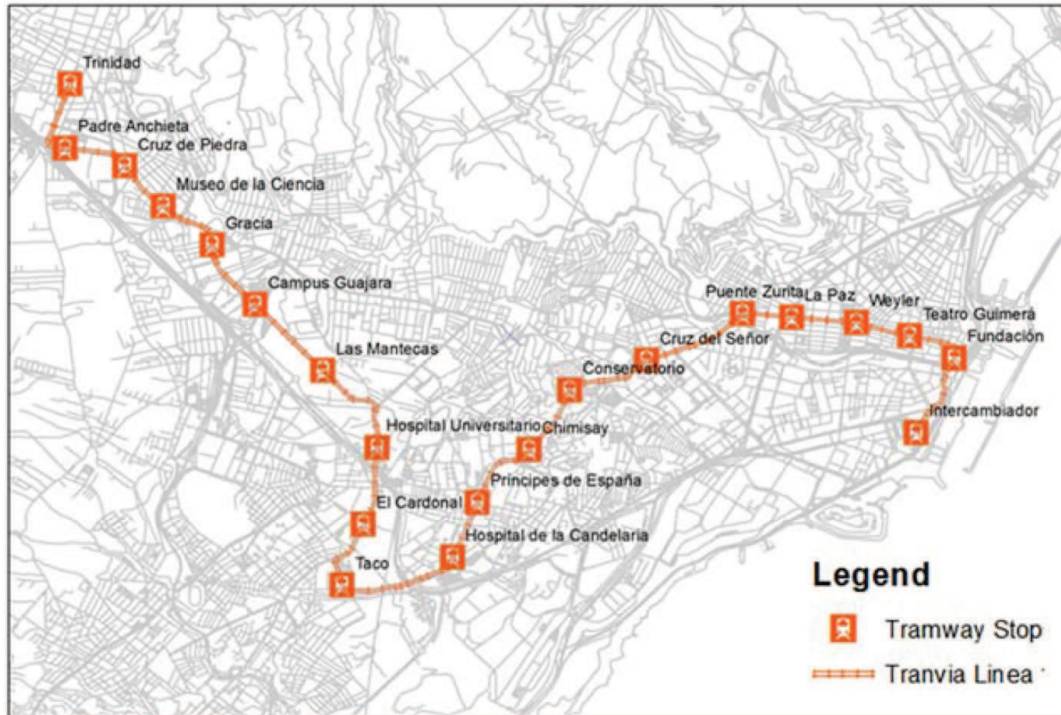 Trinidad
Padre Anchieta
Cruz de Piedra
Museo de la Ciencia
Gracia
Campus Guajara
Las Mantecas
Hospital Universitario
El Cardonal
Taco
Hospital de la Candelaria
Príncipes de España
Chimisay
Conservatorio
Cruz del Señor
Puente Zurita
La Paz
Weyler
Teatro Guimerá
Fundación
Intercambiador
Legend
Tramway Stop
Tranvia Linea